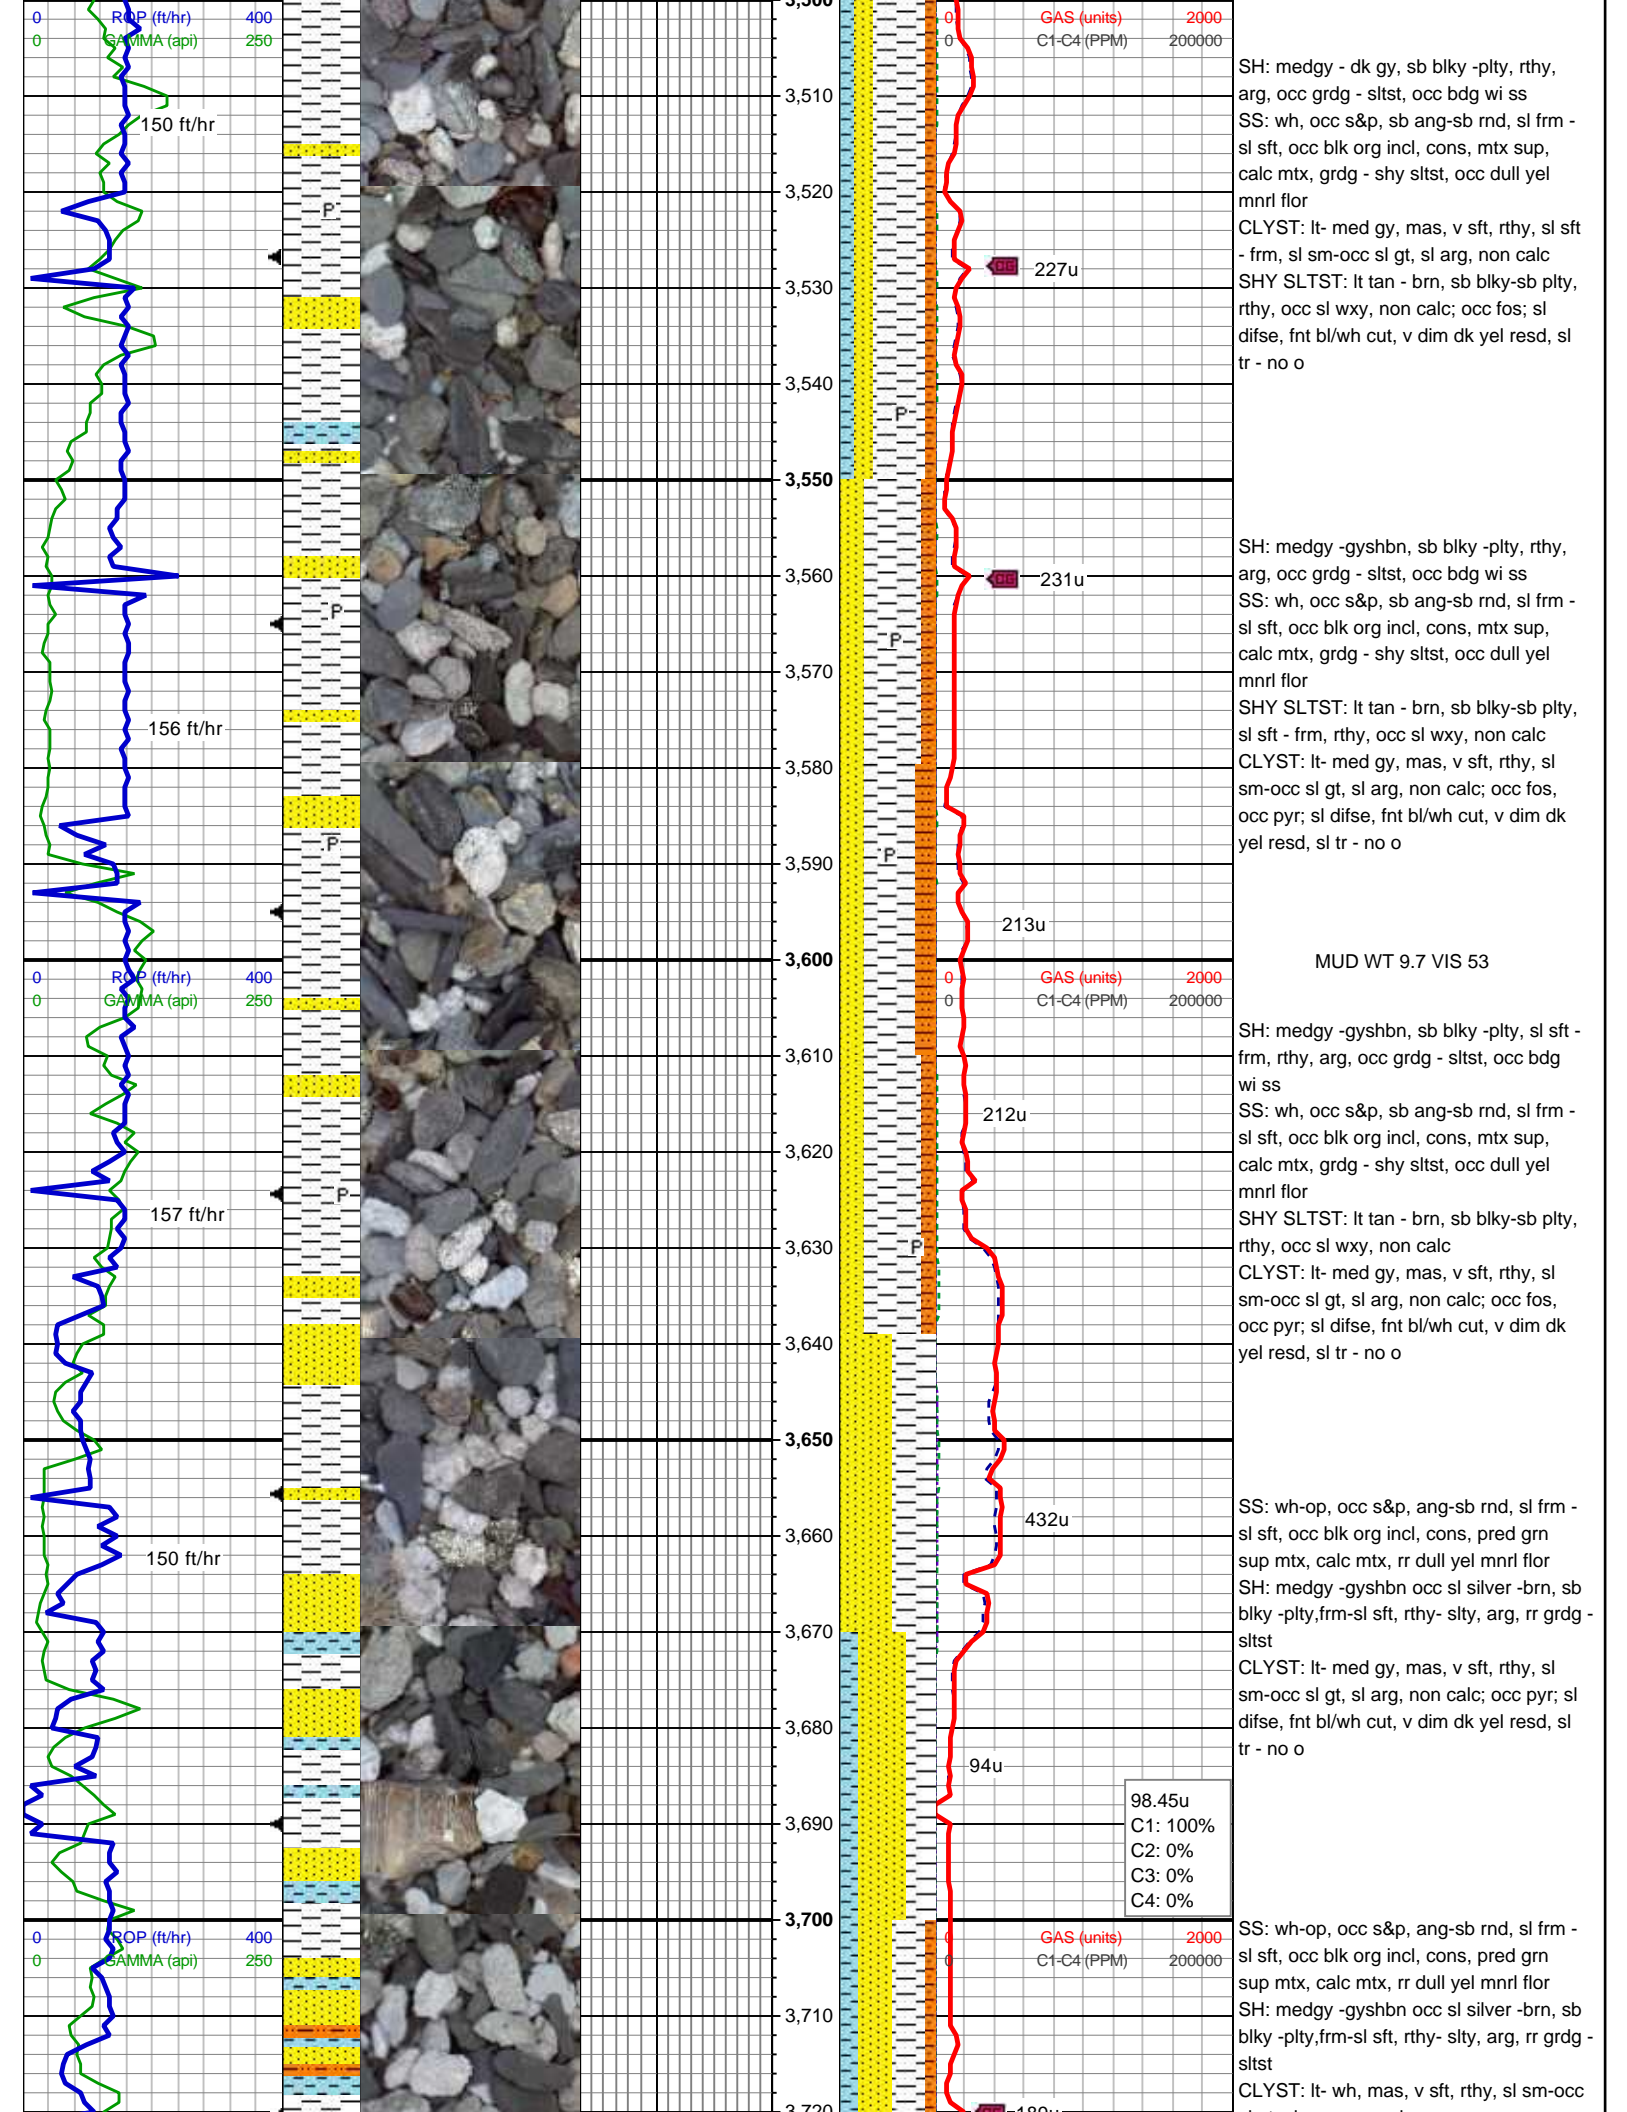 3,500
0 ROP (ft/hr) 400
0 GAMMA (api) 250
0 GAS (units) 2000
0 C1-C4 (PPM) 200000
SH: medgy - dk gy, sb blky -plty, rthy,
arg, occ grdg - sltst, occ bdg wi ss
SS: wh, occ s&p, sb ang-sb rnd, sl frm -
sl sft, occ blk org incl, cons, mtx sup,
calc mtx, grdg - shy sltst, occ dull yel
mnrl flor
CLYST: lt- med gy, mas, v sft, rthy, sl sft
- frm, sl sm-occ sl gt, sl arg, non calc
SHY SLTST: lt tan - brn, sb blky-sb plty,
rthy, occ sl wxy, non calc; occ fos; sl
difse, fnt bl/wh cut, v dim dk yel resd, sl
tr - no o
3,510
150 ft/hr
3,520
P
CG 227u
3,530
3,540
P
3,550
SH: medgy -gyshbn, sb blky -plty, rthy,
arg, occ grdg - sltst, occ bdg wi ss
SS: wh, occ s&p, sb ang-sb rnd, sl frm -
sl sft, occ blk org incl, cons, mtx sup,
calc mtx, grdg - shy sltst, occ dull yel
mnrl flor
SHY SLTST: lt tan - brn, sb blky-sb plty,
sl sft - frm, rthy, occ sl wxy, non calc
CLYST: lt- med gy, mas, v sft, rthy, sl
sm-occ sl gt, sl arg, non calc; occ fos,
occ pyr; sl difse, fnt bl/wh cut, v dim dk
yel resd, sl tr - no o
3,560
CG 231u
P
P
3,570
156 ft/hr
3,580
P
P
3,590
213u
3,600
MUD WT 9.7 VIS 53
0 ROP (ft/hr) 400
0 GAMMA (api) 250
0 GAS (units) 2000
0 C1-C4 (PPM) 200000
SH: medgy -gyshbn, sb blky -plty, sl sft -
frm, rthy, arg, occ grdg - sltst, occ bdg
wi ss
SS: wh, occ s&p, sb ang-sb rnd, sl frm -
sl sft, occ blk org incl, cons, mtx sup,
calc mtx, grdg - shy sltst, occ dull yel
mnrl flor
SHY SLTST: lt tan - brn, sb blky-sb plty,
rthy, occ sl wxy, non calc
CLYST: lt- med gy, mas, v sft, rthy, sl
sm-occ sl gt, sl arg, non calc; occ fos,
occ pyr; sl difse, fnt bl/wh cut, v dim dk
yel resd, sl tr - no o
3,610
212u
3,620
P
157 ft/hr
3,630
P
3,640
3,650
SS: wh-op, occ s&p, ang-sb rnd, sl frm -
sl sft, occ blk org incl, cons, pred grn
sup mtx, calc mtx, rr dull yel mnrl flor
SH: medgy -gyshbn occ sl silver -brn, sb
blky -plty,frm-sl sft, rthy- slty, arg, rr grdg -
sltst
CLYST: lt- med gy, mas, v sft, rthy, sl
sm-occ sl gt, sl arg, non calc; occ pyr; sl
difse, fnt bl/wh cut, v dim dk yel resd, sl
tr - no o
432u
3,660
150 ft/hr
3,670
3,680
94u
3,690
98.45u
C1: 100%
C2: 0%
C3: 0%
C4: 0%
3,700
0 ROP (ft/hr) 400
0 GAMMA (api) 250
0 GAS (units) 2000
0 C1-C4 (PPM) 200000
SS: wh-op, occ s&p, ang-sb rnd, sl frm -
sl sft, occ blk org incl, cons, pred grn
sup mtx, calc mtx, rr dull yel mnrl flor
SH: medgy -gyshbn occ sl silver -brn, sb
blky -plty,frm-sl sft, rthy- slty, arg, rr grdg -
sltst
CLYST: lt- wh, mas, v sft, rthy, sl sm-occ
3,710
3,720
189u